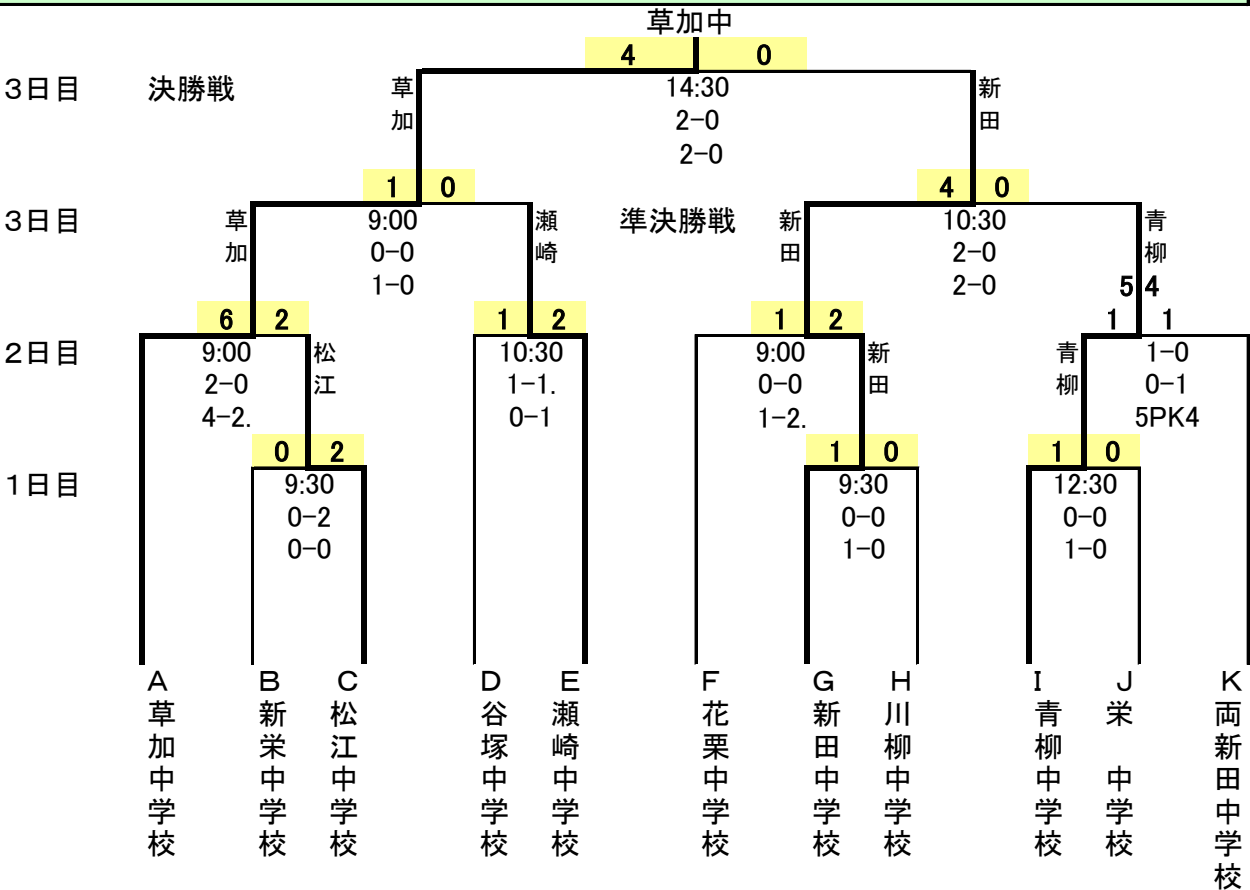 草加中
4 0
3日目 決勝戦 草加 14:30 新田
2−0
2−0
1 0 4 0
3日目 草加 9:00 瀬崎 準決勝戦 新田 10:30 青柳
0−0 2−0
1−0 2−0 5 4
6 2 1 2 1 2 1 1
2日目 9:00 松江 10:30 9:00 新田 青柳 1−0
2−0 1−1. 0−0 0−1
4−2. 0−1 1−2. 5PK4
0 2 1 0 1 0
1日目 9:30 9:30 12:30
0−2 0−0 0−0
0−0 1−0 1−0
A B C D E F G H I J K
草加中学校
新栄中学校
松江中学校
谷塚中学校
瀬崎中学校
花栗中学校
新田中学校
川柳中学校
青柳中学校
栄 中学校
両新田中学校